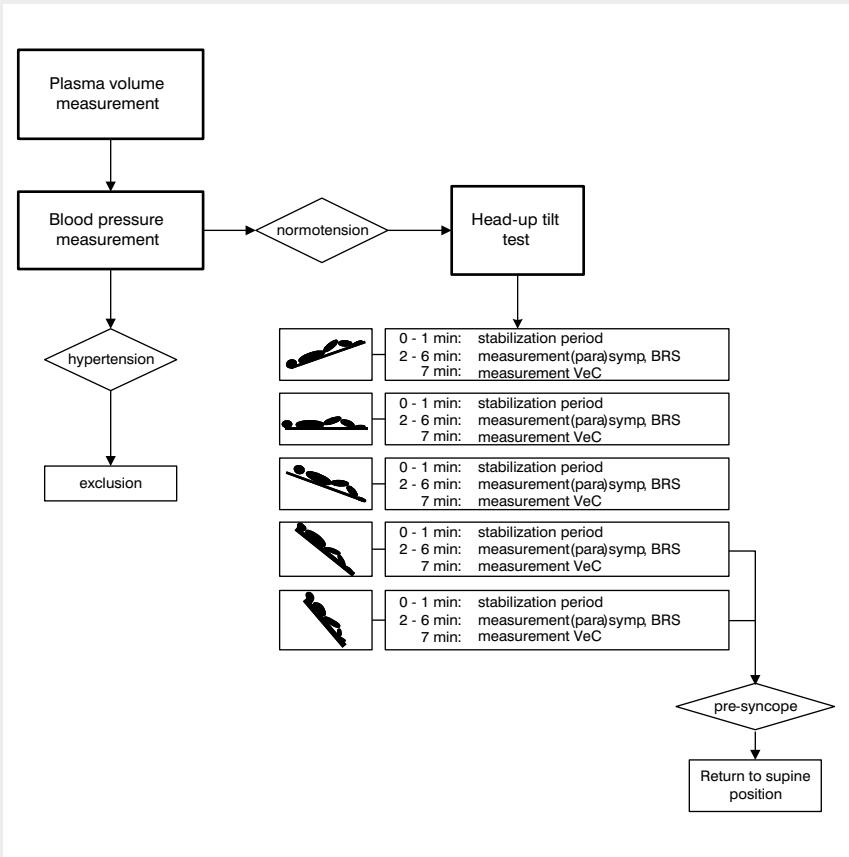 Plasma volume
measurement
Blood pressure
measurement
normotension
Head-up tilt
test
hypertension
exclusion
0 - 1 min: stabilization period
2 - 6 min: measurement(para)symp, BRS
7 min: measurement VeC
0 - 1 min: stabilization period
2 - 6 min: measurement(para)symp, BRS
7 min: measurement VeC
0 - 1 min: stabilization period
2 - 6 min: measurement(para)symp, BRS
7 min: measurement VeC
0 - 1 min: stabilization period
2 - 6 min: measurement(para)symp, BRS
7 min: measurement VeC
0 - 1 min: stabilization period
2 - 6 min: measurement(para)symp, BRS
7 min: measurement VeC
pre-syncope
Return to supine
position